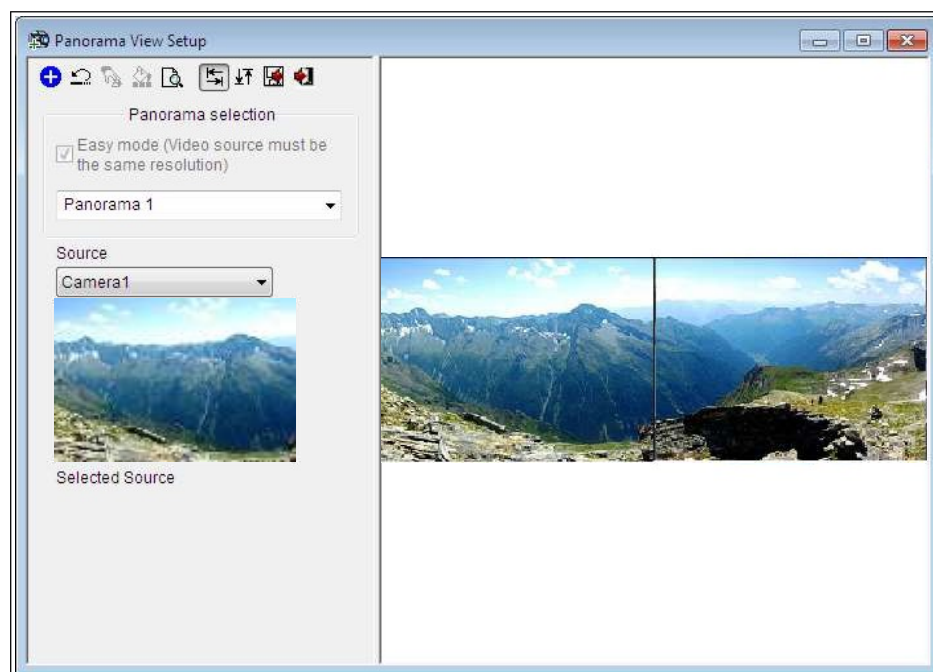 Panorama View Setup
Panorama selection
Easy mode (Video source must be
the same resolution)
Panorama 1
Source
Camera1
Selected Source